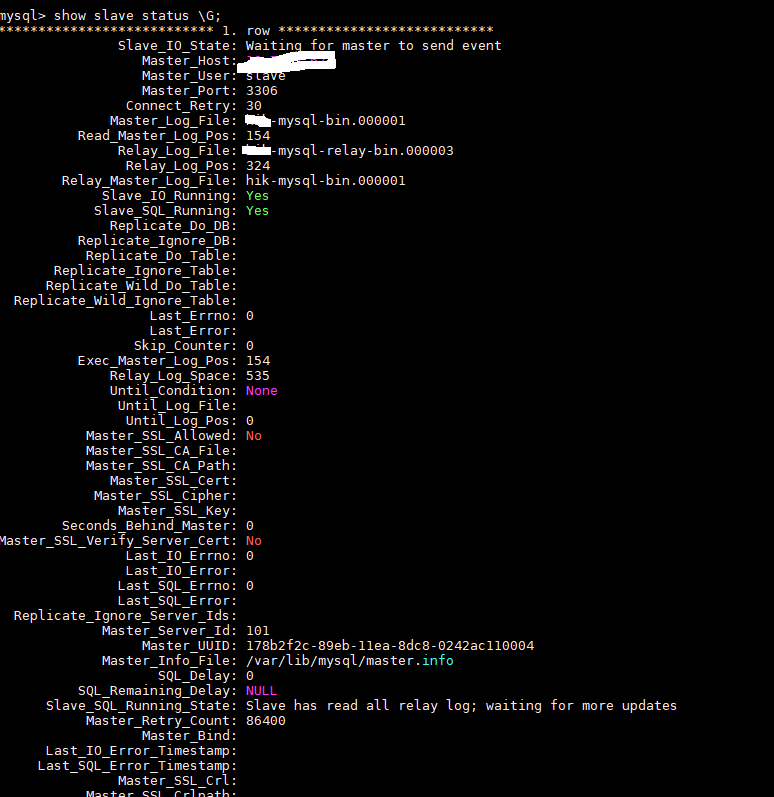 mysql> show slave status \G;
*************************** 1. row ***************************
Slave_IO_State: Waiting for master to send event
Master_Host:
Master_User: slave
Master_Port: 3306
Connect_Retry: 30
Master_Log_File: -mysql-bin.000001
Read_Master_Log_Pos: 154
Relay_Log_File: -mysql-relay-bin.000003
Relay_Log_Pos: 324
Relay_Master_Log_File: hik-mysql-bin.000001
Slave_IO_Running: Yes
Slave_SQL_Running: Yes
Replicate_Do_DB:
Replicate_Ignore_DB:
Replicate_Do_Table:
Replicate_Ignore_Table:
Replicate_Wild_Do_Table:
Replicate_Wild_Ignore_Table:
Last_Errno: 0
Last_Error:
Skip_Counter: 0
Exec_Master_Log_Pos: 154
Relay_Log_Space: 535
Until_Condition: None
Until_Log_File:
Until_Log_Pos: 0
Master_SSL_Allowed: No
Master_SSL_CA_File:
Master_SSL_CA_Path:
Master_SSL_Cert:
Master_SSL_Cipher:
Master_SSL_Key:
Seconds_Behind_Master: 0
Master_SSL_Verify_Server_Cert: No
Last_IO_Errno: 0
Last_IO_Error:
Last_SQL_Errno: 0
Last_SQL_Error:
Replicate_Ignore_Server_Ids:
Master_Server_Id: 101
Master_UUID: 178b2f2c-89eb-11ea-8dc8-0242ac110004
Master_Info_File: /var/lib/mysql/master.info
SQL_Delay: 0
SQL_Remaining_Delay: NULL
Slave_SQL_Running_State: Slave has read all relay log; waiting for more updates
Master_Retry_Count: 86400
Master_Bind:
Last_IO_Error_Timestamp:
Last_SQL_Error_Timestamp:
Master_SSL_Crl:
Master_SSL_Crlpath: